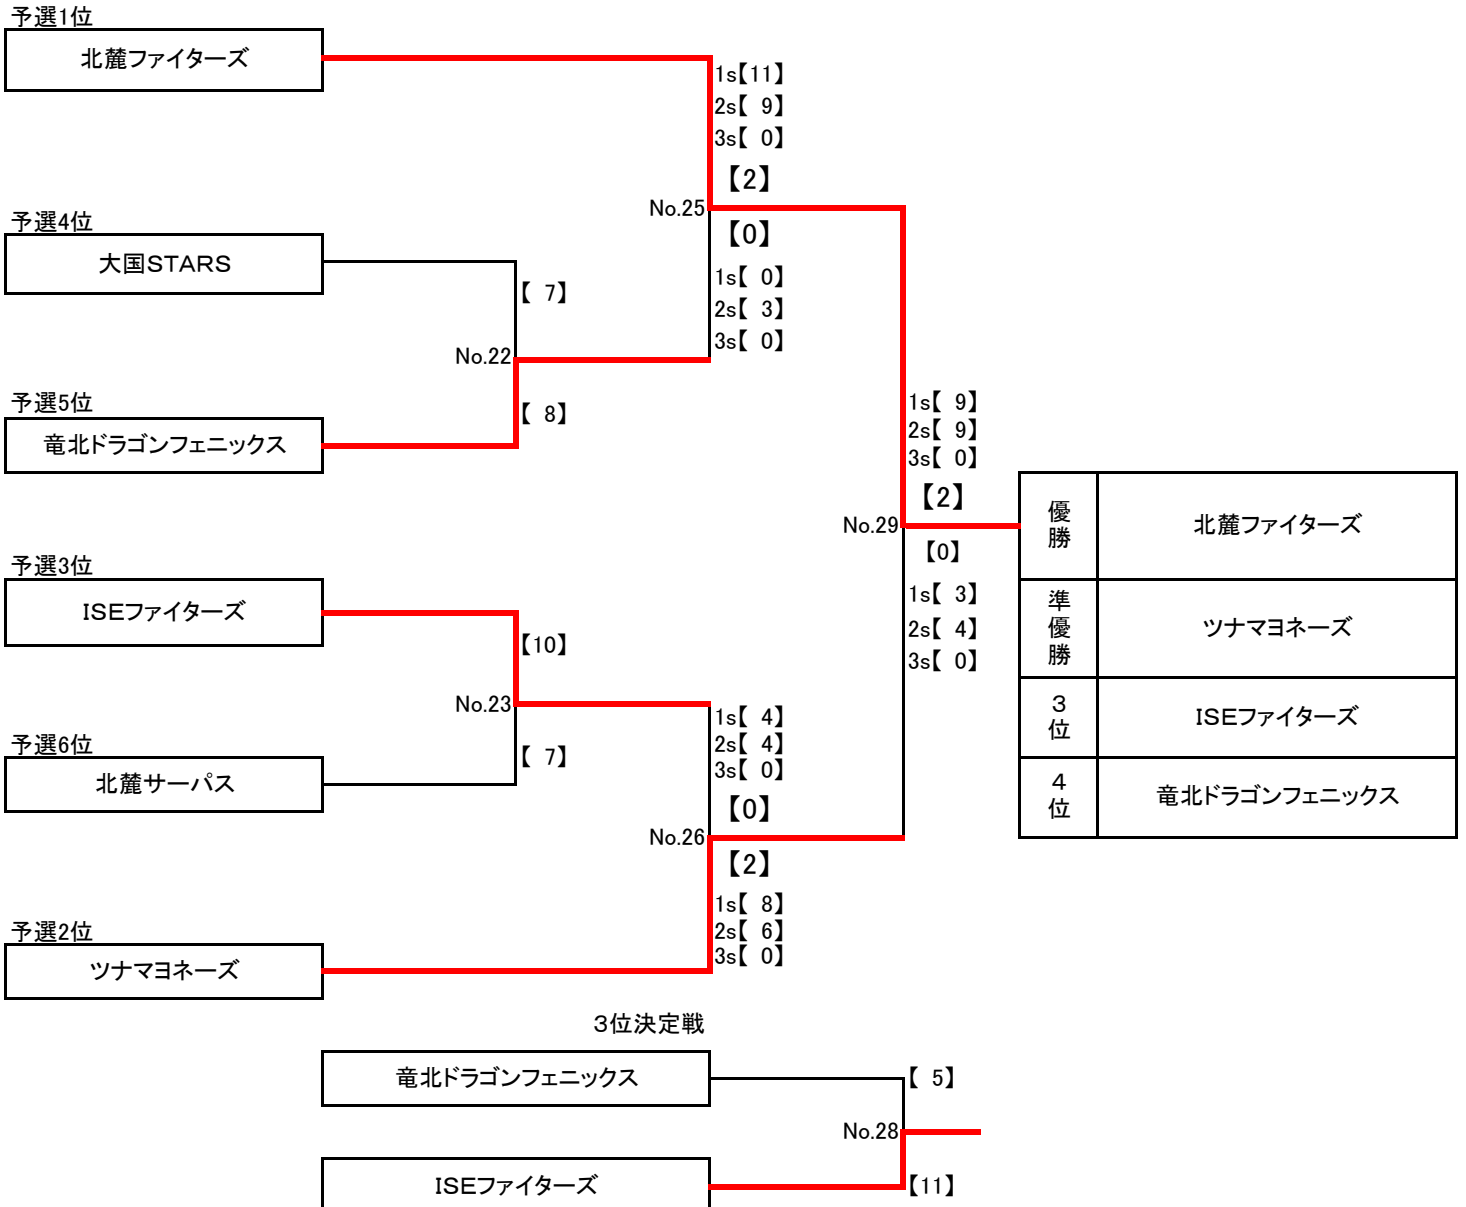 予選1位
北麓ファイターズ
1s【11】
2s【 9】
3s【 0】
【2】
No.25
【0】
1s【 0】
2s【 3】
3s【 0】
予選4位
大国STARS
【 7】
No.22
【 8】
予選5位
竜北ドラゴンフェニックス
1s【 9】
2s【 9】
3s【 0】
【2】
No.29
【0】
1s【 3】
2s【 4】
3s【 0】
優勝
北麓ファイターズ
準優勝
ツナマヨネーズ
3位
ISEファイターズ
4位
竜北ドラゴンフェニックス
予選3位
ISEファイターズ
【10】
No.23
【 7】
予選6位
北麓サーパス
1s【 4】
2s【 4】
3s【 0】
【0】
No.26
【2】
1s【 8】
2s【 6】
3s【 0】
予選2位
ツナマヨネーズ
3位決定戦
竜北ドラゴンフェニックス
【 5】
No.28
ISEファイターズ
【11】